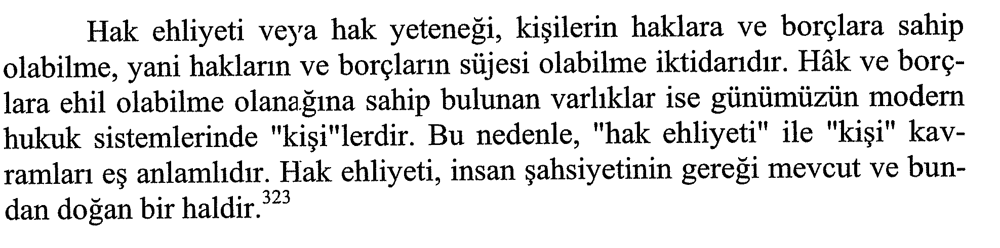 Hak ehliyeti veya hak yeteneği, kişilerin haklara ve borçlara sahip
olabilme, yani hakların ve borçların süjesi olabilme iktidarıdır. Hâk ve borç-
lara ehil olabilme olanağına sahip bulunan varlıklar ise günümüzün modern
hukuk sistemlerinde "kişi"lerdir. Bu nedenle, "hak ehliyeti" ile "kişi" kav-
ramları eş anlamlıdır. Hak ehliyeti, insan şahsiyetinin gereği mevcut ve bun-
dan doğan bir haldir.323